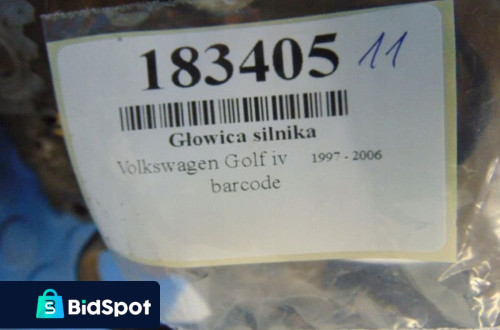 183405 11
Głowica silnika
Volkswagen Golf iv 1997 - 2006
barcode
S BidSpot